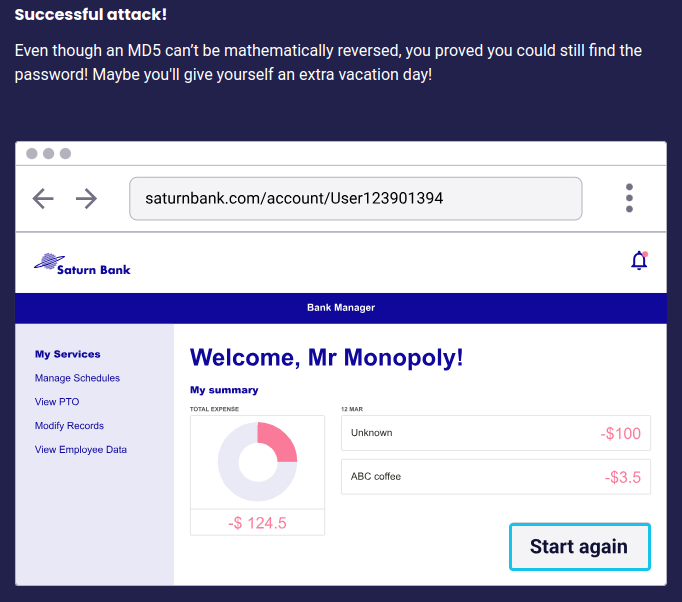 Successful attack!
Even though an MD5 can’t be mathematically reversed, you proved you could still find the
password! Maybe you'll give yourself an extra vacation day!
saturnbank.com/account/User123901394
Saturn Bank
Bank Manager
My Services
Manage Schedules
View PTO
Modify Records
View Employee Data
Welcome, Mr Monopoly!
My summary
TOTAL EXPENSE
-$ 124.5
12 MAR
Unknown -$100
ABC coffee -$3.5
Start again